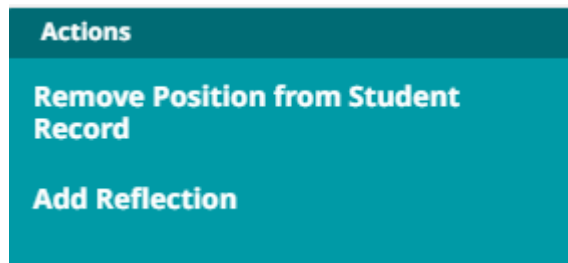 Actions
Remove Position from Student
Record
Add Reflection